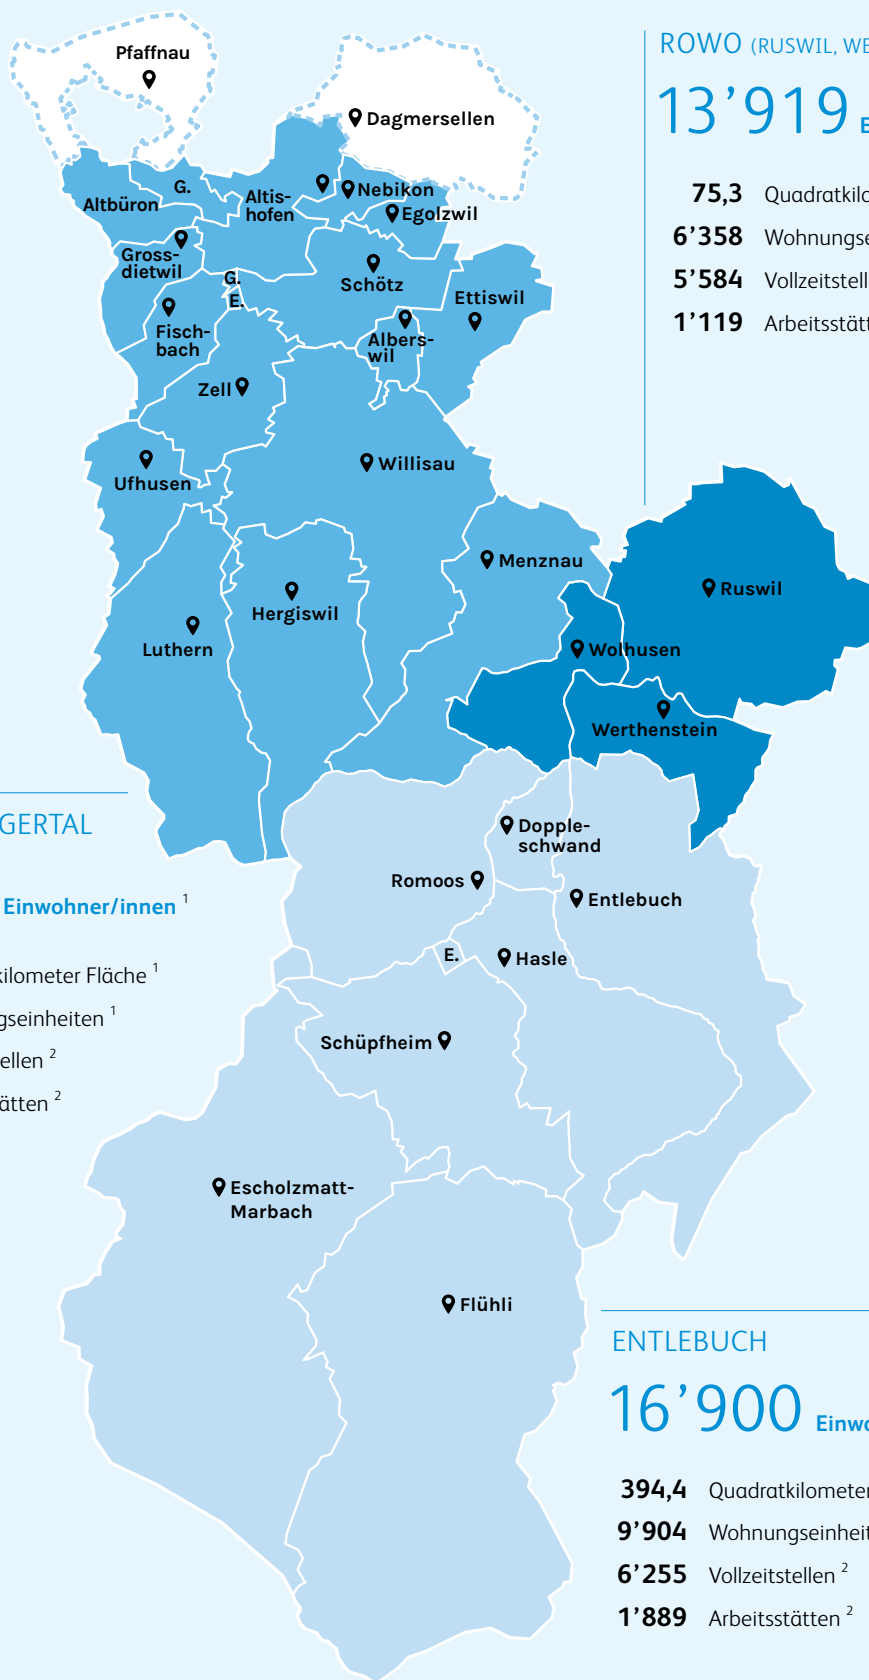 Pfaffnau
Dagmersellen
G.
Altbüron
Altis-
hofen
Nebikon
Egolzwil
Gross-
dietwil
G.
E.
Schötz
Ettiswil
Fisch-
bach
Albers-
wil
Zell
Ufhusen
Willisau
Menznau
Hergiswil
Luthern
Ruswil
Wolhusen
Werthenstein
Dopple-
schwand
Romoos
Entlebuch
E.
Hasle
Schüpfheim
Escholzmatt-
Marbach
Flühli
ROWO (RUSWIL, WE
13’919 E
75,3 Quadratkilo
6’358 Wohnungse
5’584 Vollzeitstell
1’119 Arbeitsstätt
GERTAL
Einwohner/innen 1
kilometer Fläche 1
gseinheiten 1
ellen 2
ätten 2
ENTLEBUCH
16’900 Einwo
394,4 Quadratkilometer
9’904 Wohnungseinheit
6’255 Vollzeitstellen 2
1’889 Arbeitsstätten 2